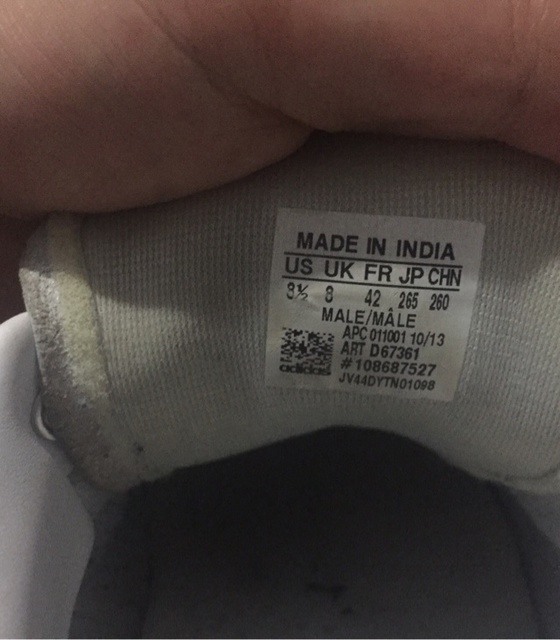 MADE IN INDIA
US UK FR JP CHN
8½ 8 42 265 260
MALE/MÂLE
APC 011001 10/13
ART D67361
#108687527
JV44DYTN01098